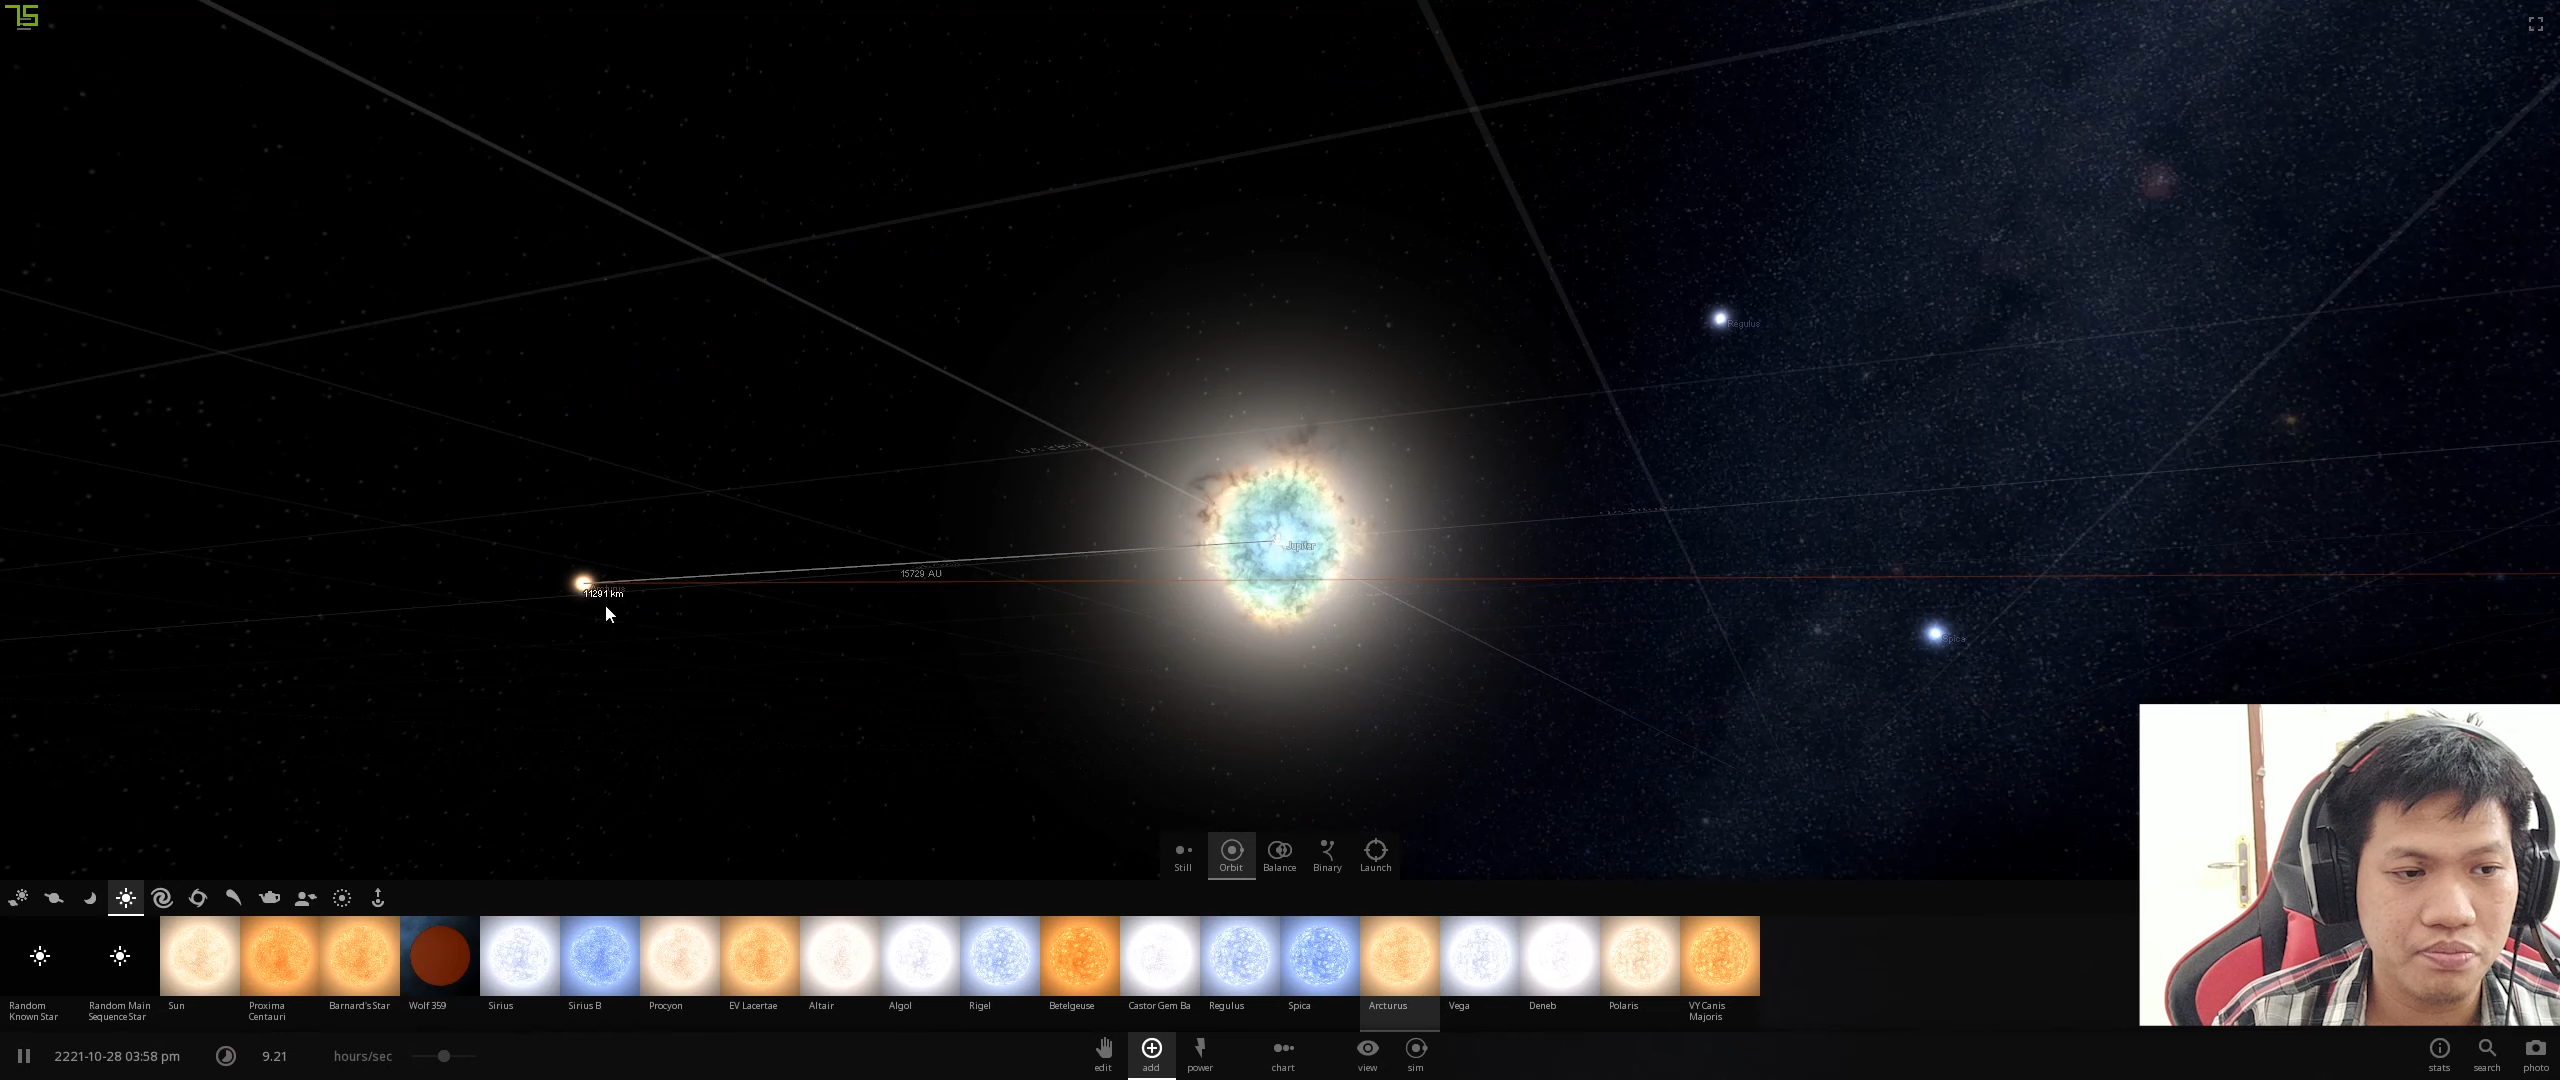 75
Regulus
Jupiter
15729 AU
11291 km
Spica
Still
Orbit
Balance
Binary
Launch
Random Known Star
Random Main Sequence Star
Sun
Proxima Centauri
Barnard's Star
Wolf 359
Sirius
Sirius B
Procyon
EV Lacertae
Altair
Algol
Rigel
Betelgeuse
Castor Gem Ba
Regulus
Spica
Arcturus
Vega
Deneb
Polaris
VY Canis Majoris
2221-10-28 03:58 pm
9.21
hours/sec
edit
add
power
chart
view
sim
stats
search
photo